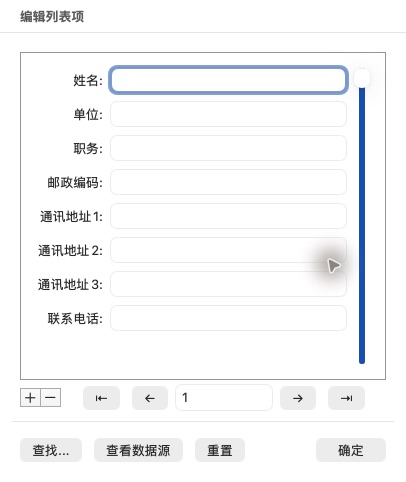 编辑列表项
姓名:
单位:
职务:
邮政编码:
通讯地址1:
通讯地址2:
通讯地址3:
联系电话:
+ −
⇤ ← 1 → ⇥
查找... 查看数据源 重置 确定